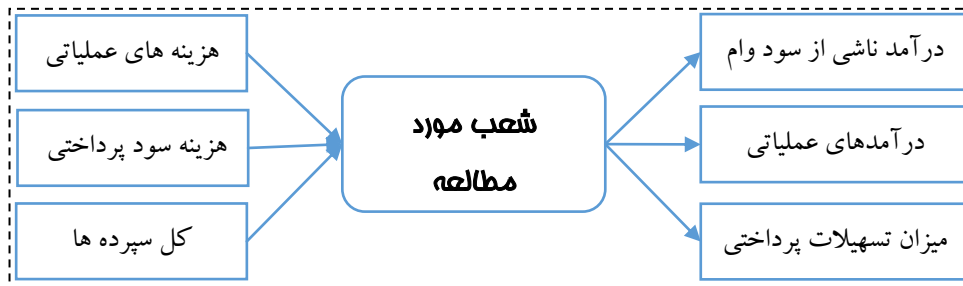 هزینه های عملیاتی
هزینه سود پرداختی
کل سپرده ها
شعب مورد
مطالعه
درآمد ناشی از سود وام
درآمدهای عملیاتی
میزان تسهیلات پرداختی